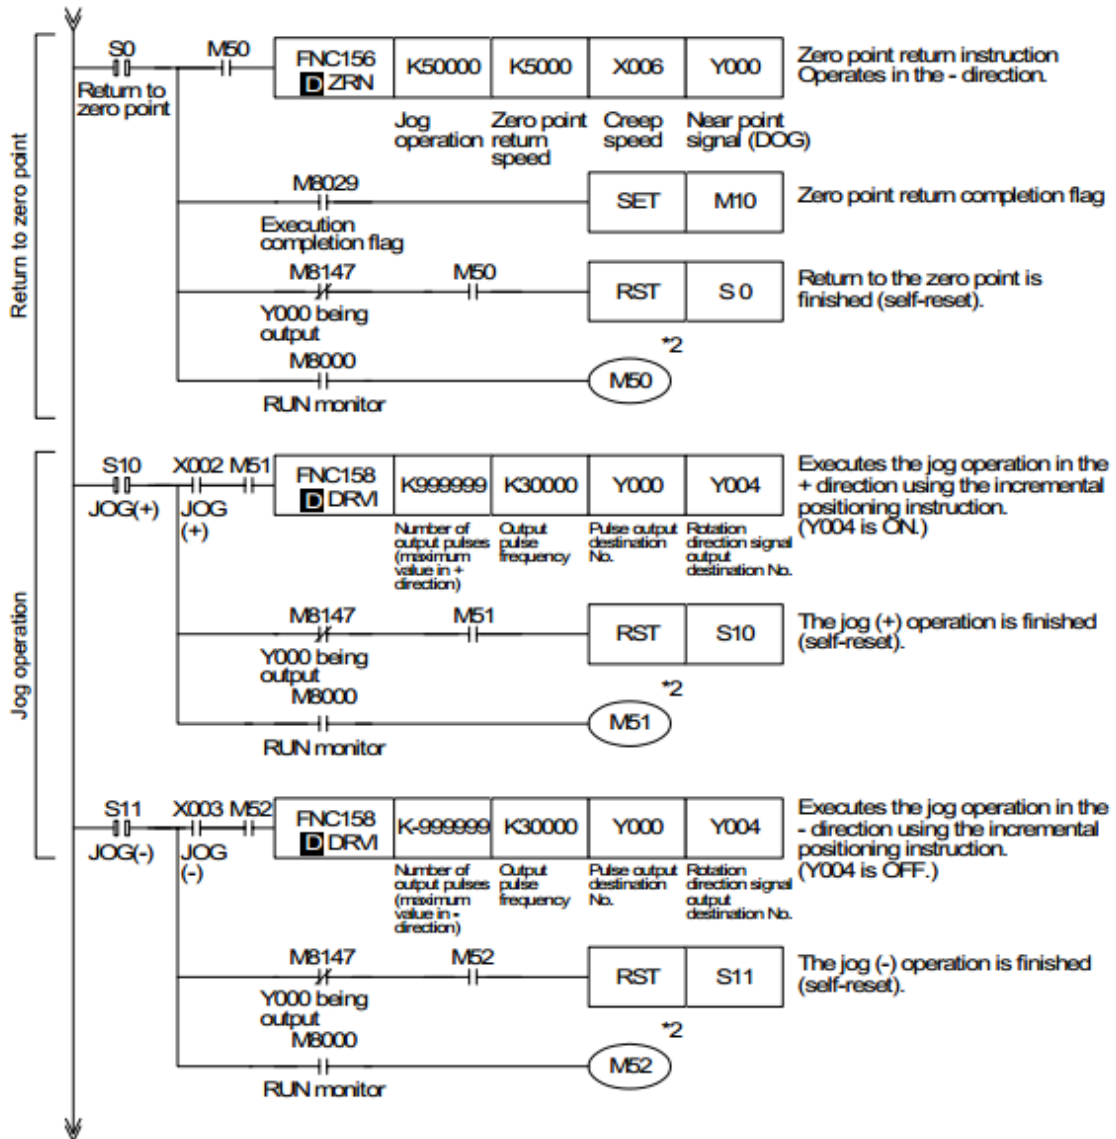 Return to zero point
S0
M50
FNC156
D ZRN
K50000
K5000
X006
Y000
Zero point return instruction
Operates in the - direction.
Return to
zero point
Jog
operation
Zero point
return
speed
Creep
speed
Near point
signal (DOG)
M8029
SET
M10
Zero point return completion flag
Execution
completion flag
M8147
M50
RST
S 0
Return to the zero point is
finished (self-reset).
Y000 being
output
*2
M8000
M50
RUN monitor
Jog operation
S10
X002
M51
FNC158
D DRVI
K999999
K30000
Y000
Y004
Executes the jog operation in the
+ direction using the incremental
positioning instruction.
(Y004 is ON.)
JOG(+)
JOG
(+)
Number of
output pulses
(maximum
value in +
direction)
Output
pulse
frequency
Pulse output
destination
No.
Rotation
direction signal
output
destination No.
M8147
M51
RST
S10
The jog (+) operation is finished
(self-reset).
Y000 being
output
*2
M8000
M51
RUN monitor
S11
X003
M52
FNC158
D DRVI
K-999999
K30000
Y000
Y004
Executes the jog operation in the
- direction using the incremental
positioning instruction.
(Y004 is OFF.)
JOG(-)
JOG
(-)
Number of
output pulses
(maximum
value in -
direction)
Output
pulse
frequency
Pulse output
destination
No.
Rotation
direction signal
output
destination No.
M8147
M52
RST
S11
The jog (-) operation is finished
(self-reset).
Y000 being
output
*2
M8000
M52
RUN monitor